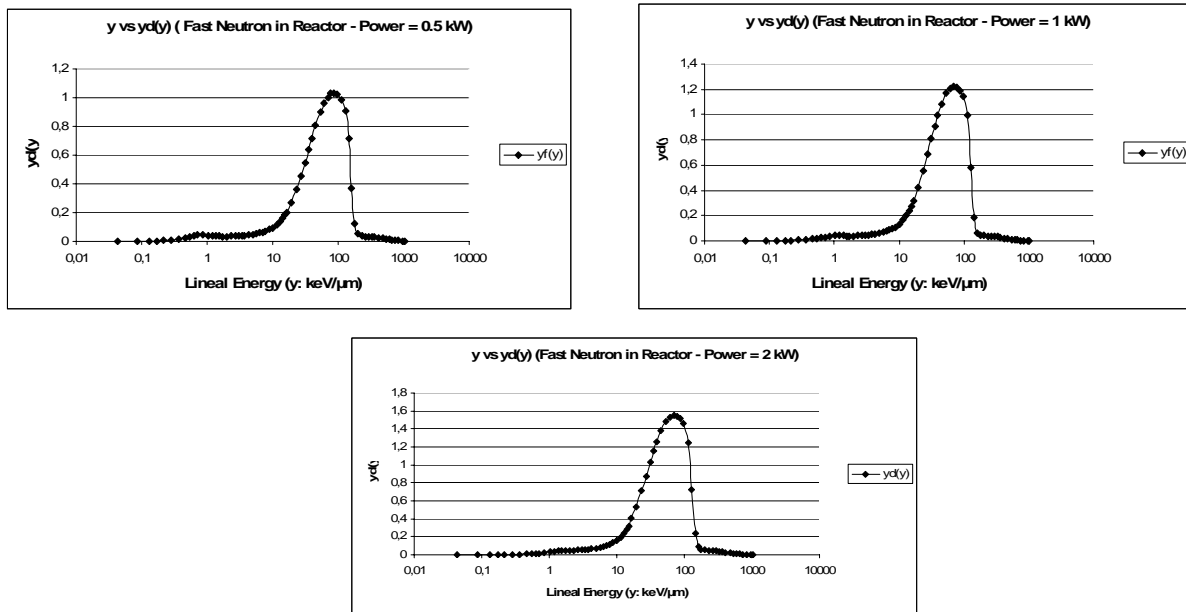 y vs yd(y) ( Fast Neutron in Reactor - Power = 0.5 kW)
yd(y
1,2
1
0,8
0,6
0,4
0,2
0
0,01 0,1 1 10 100 1000 10000
Lineal Energy (y: keV/µm)
yf(y)
y vs yd(y) (Fast Neutron in Reactor - Power = 1 kW)
yd(
1,4
1,2
1
0,8
0,6
0,4
0,2
0
0,01 0,1 1 10 100 1000 10000
Lineal Energy (y: keV/µm)
yf(y)
y vs yd(y) (Fast Neutron in Reactor - Power = 2 kW)
yd(
1,8
1,6
1,4
1,2
1
0,8
0,6
0,4
0,2
0
0,01 0,1 1 10 100 1000 10000
Lineal Energy (y: keV/µm)
yd(y)